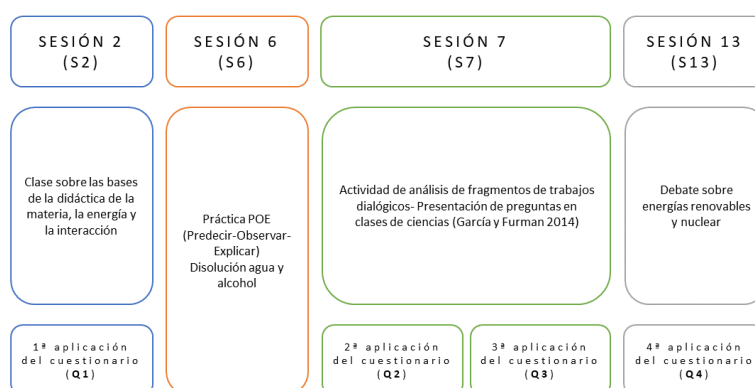 SESIÓN 2
(S2)
SESIÓN 6
(S6)
SESIÓN 7
(S7)
SESIÓN 13
(S13)
Clase sobre las bases
de la didáctica de la
materia, la energía y
la interacción
Práctica POE
(Predecir-Observar-
Explicar)
Disolución agua y
alcohol
Actividad de análisis de fragmentos de trabajos
dialógicos- Presentación de preguntas en
clases de ciencias (García y Furman 2014)
Debate sobre
energías renovables
y nuclear
1ª aplicación
del cuestionario
(Q1)
2ª aplicación
del cuestionario
(Q2)
3ª aplicación
del cuestionario
(Q3)
4ª aplicación
del cuestionario
(Q4)